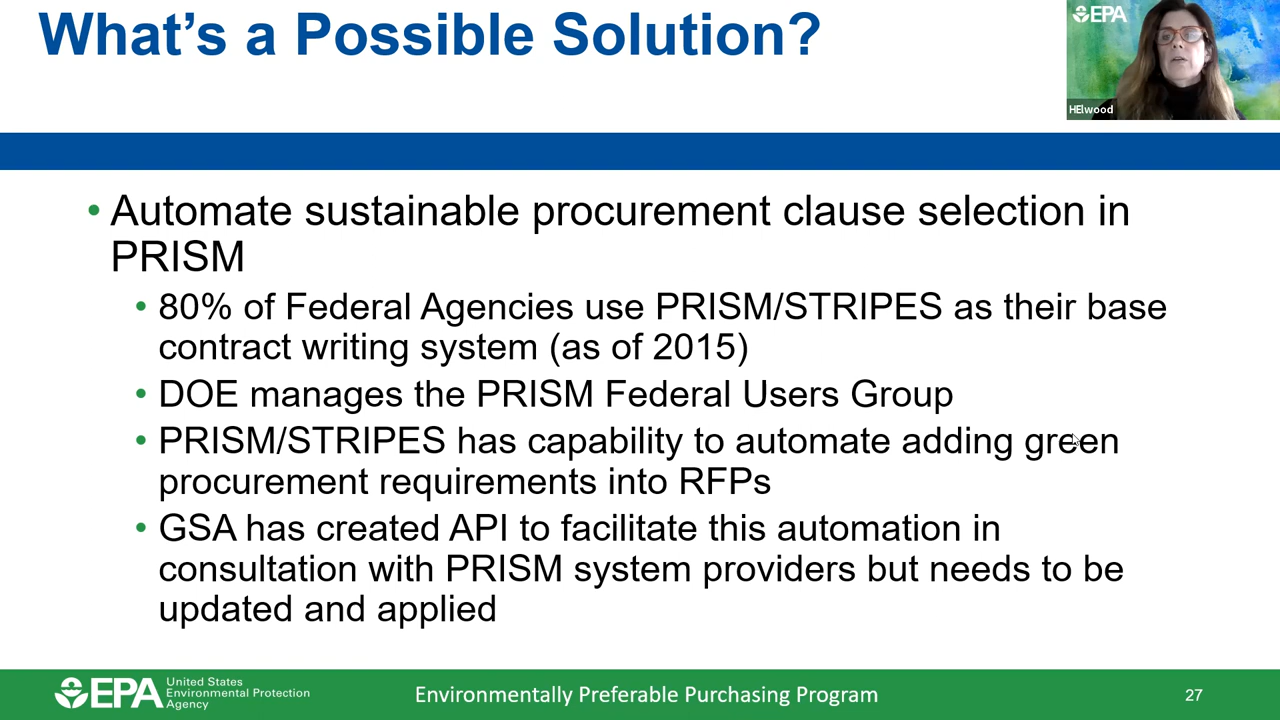 What's a Possible Solution?
EPA
HElwood
• Automate sustainable procurement clause selection in
PRISM
• 80% of Federal Agencies use PRISM/STRIPES as their base
contract writing system (as of 2015)
• DOE manages the PRISM Federal Users Group
• PRISM/STRIPES has capability to automate adding green
procurement requirements into RFPs
• GSA has created API to facilitate this automation in
consultation with PRISM system providers but needs to be
updated and applied
EPA
United States
Environmental Protection
Agency
Environmentally Preferable Purchasing Program
27